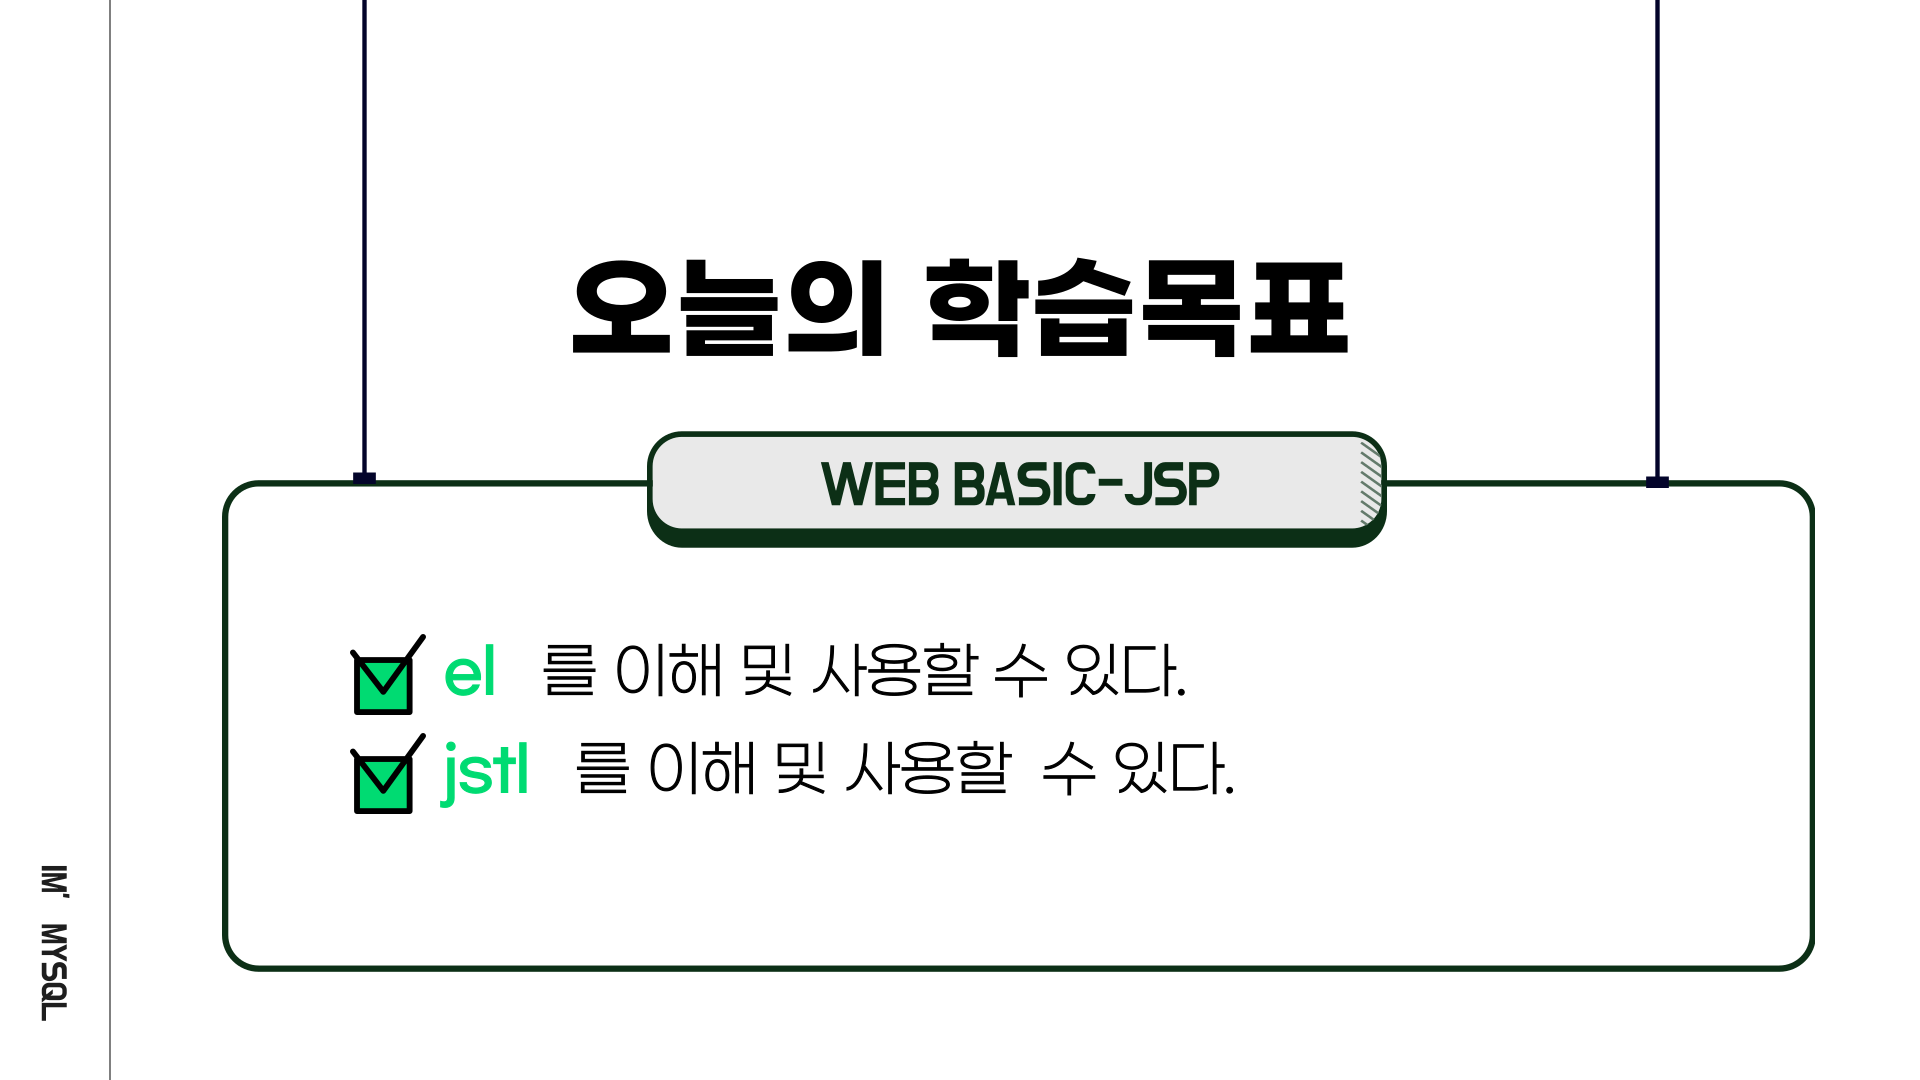 오늘의 학습목표
WEB BASIC-JSP
el 를 이해 및 사용할 수 있다.
jstl 를 이해 및 사용할 수 있다.
IM' MYSQL